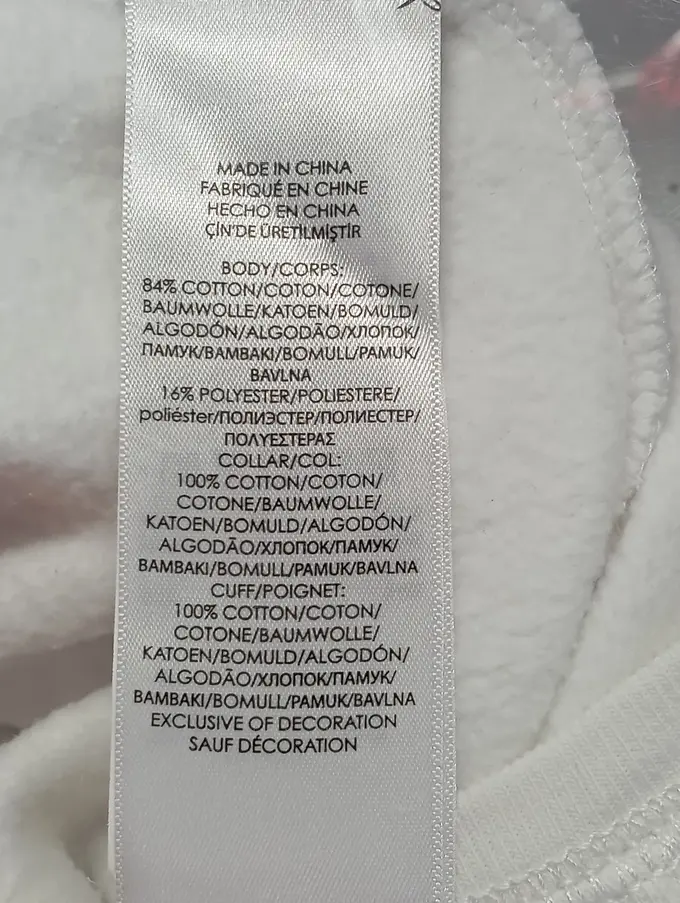 MADE IN CHINA
FABRIQUÉ EN CHINE
HECHO EN CHINA
ÇİN'DE ÜRETİLMİŞTİR
BODY/CORPS:
84% COTTON/COTON/COTONE/
BAUMWOLLE/KATOEN/BOMULD/
ALGODÓN/ALGODÃO/ХЛОПОК/
ПАМУК/BAMBAKI/BOMULL/PAMUK/
BAVLNA
16% POLYESTER/POLIESTERE/
poliéster/ПОЛИЭСТЕР/ПОЛИЕСТЕР/
ΠΟΛΥΕΣΤΕΡΑΣ
COLLAR/COL:
100% COTTON/COTON/
COTONE/BAUMWOLLE/
KATOEN/BOMULD/ALGODÓN/
ALGODÃO/ХЛОПОК/ПАМУК/
BAMBAKI/BOMULL/PAMUK/BAVLNA
CUFF/POIGNET:
100% COTTON/COTON/
COTONE/BAUMWOLLE/
KATOEN/BOMULD/ALGODÓN/
ALGODÃO/ХЛОПОК/ПАМУК/
BAMBAKI/BOMULL/PAMUK/BAVLNA
EXCLUSIVE OF DECORATION
SAUF DÉCORATION